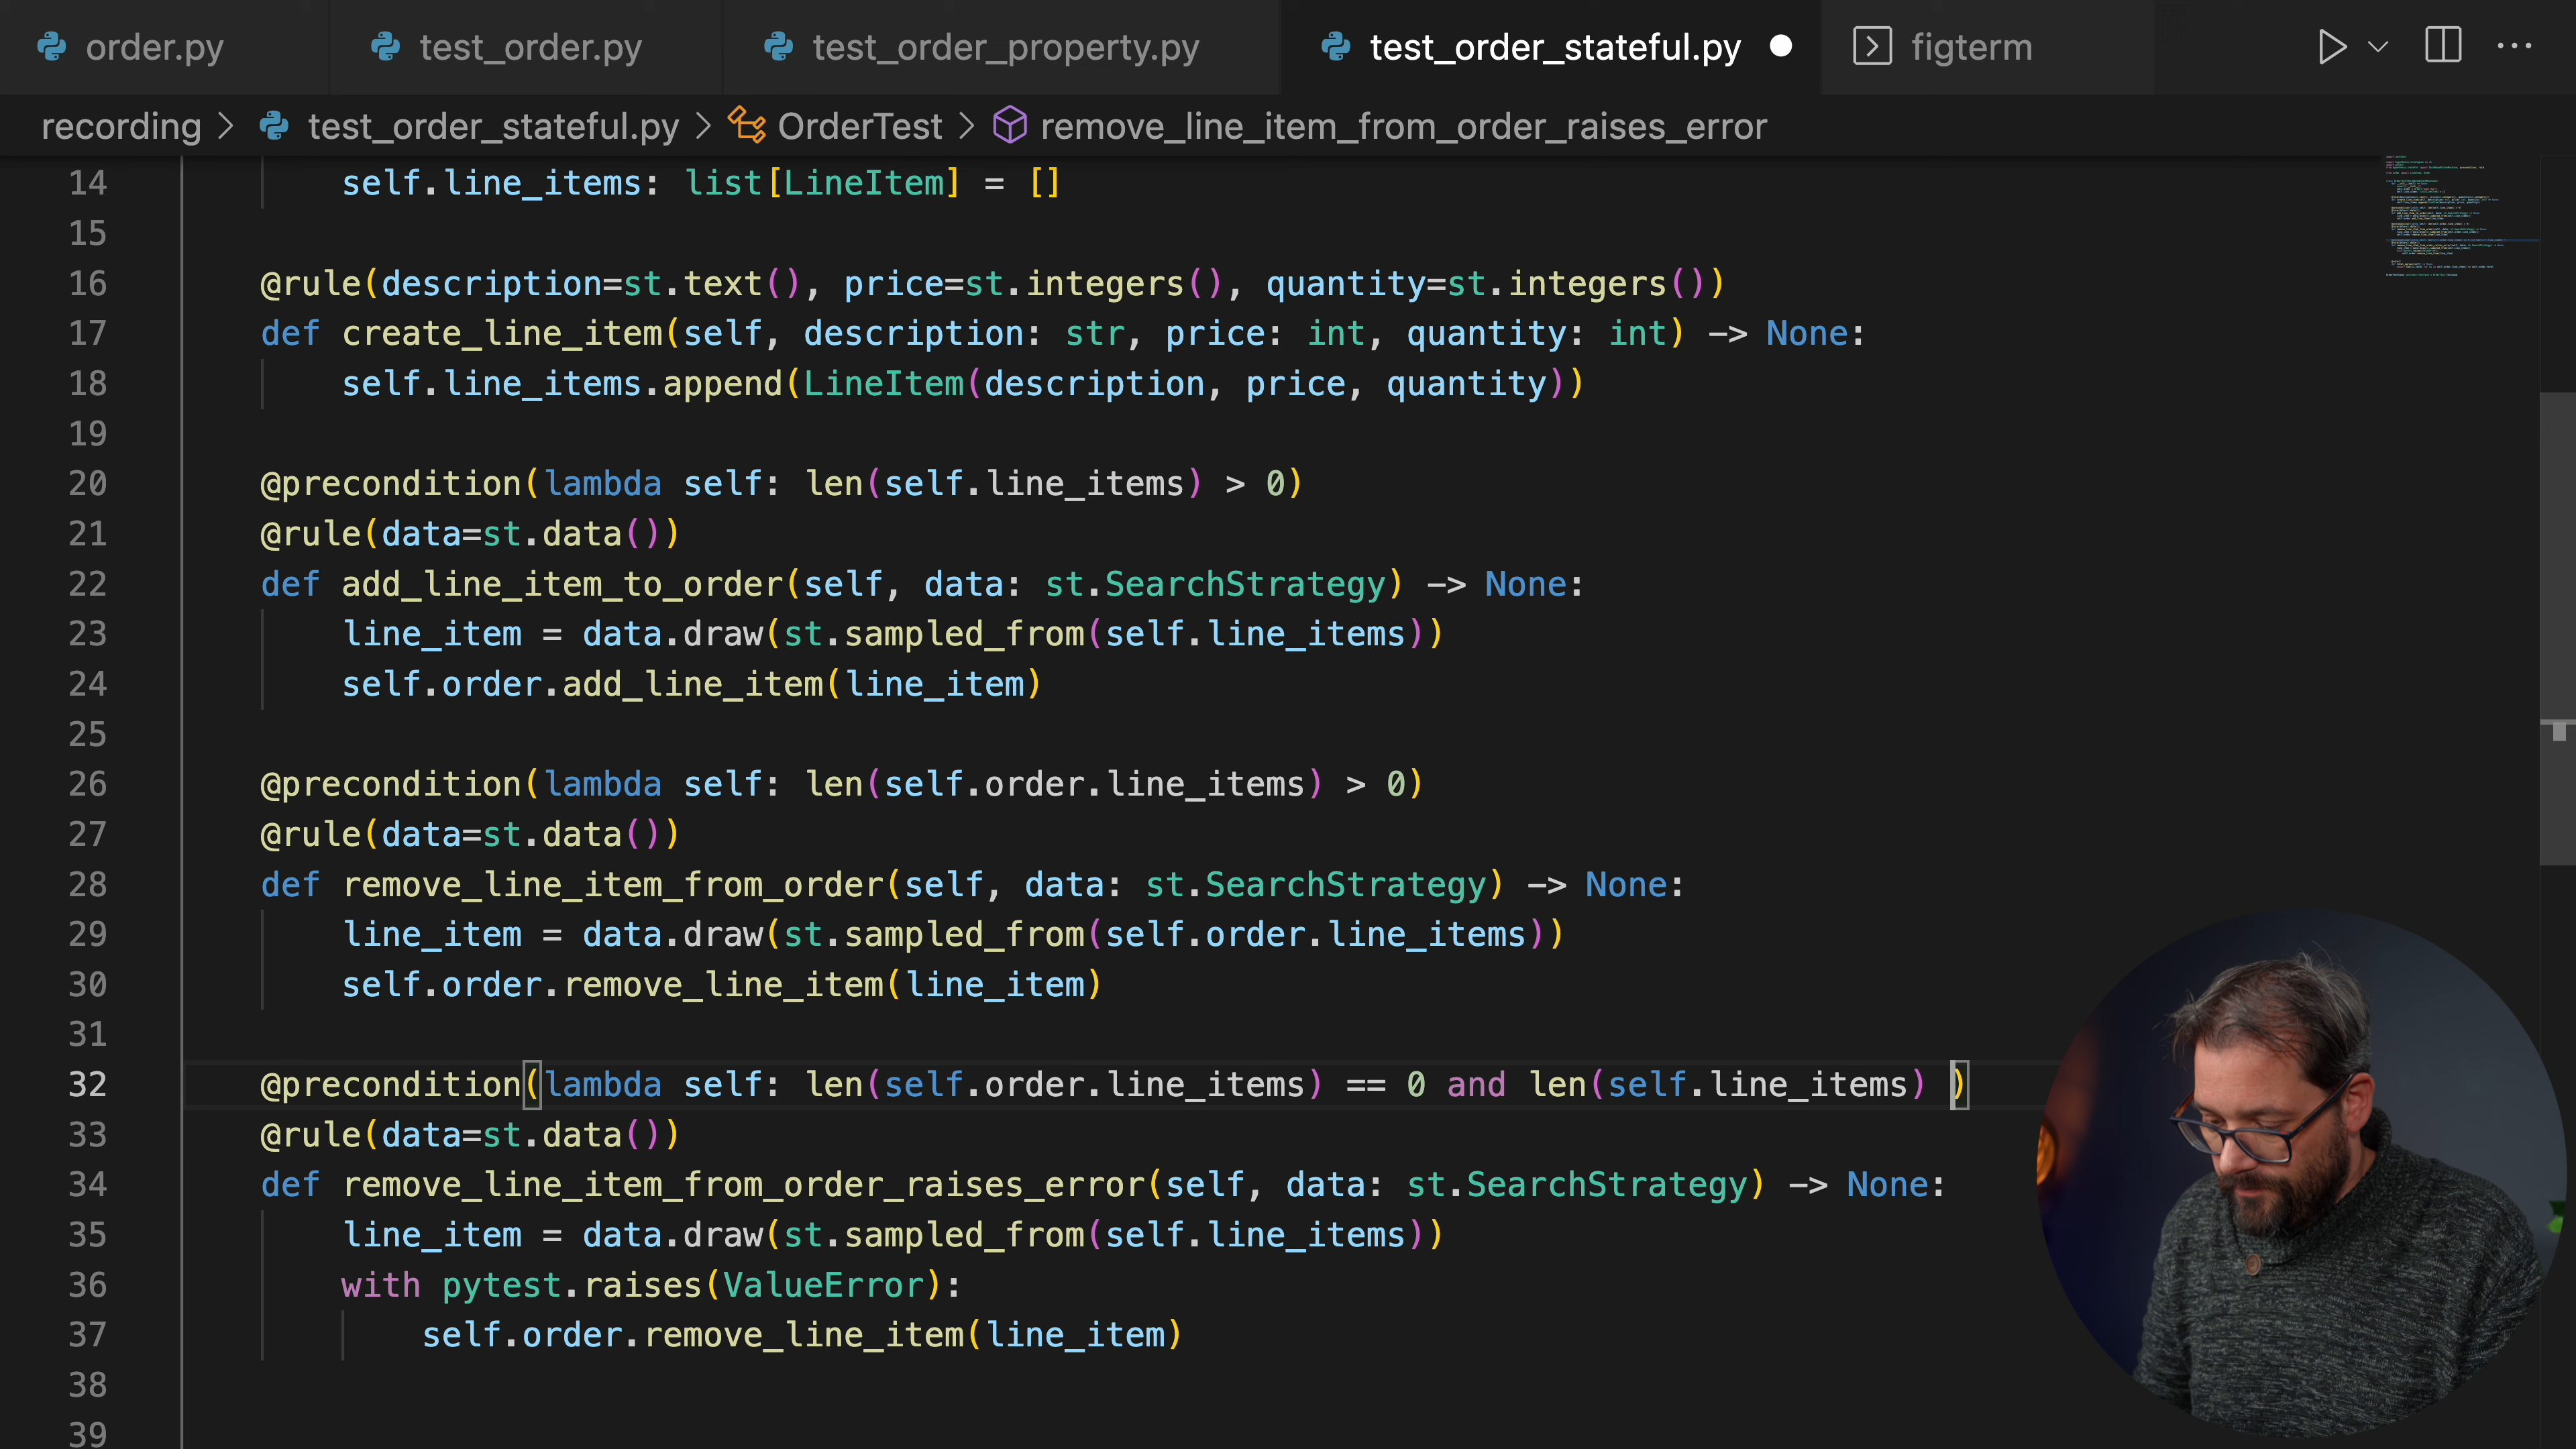 order.py
test_order.py
test_order_property.py
test_order_stateful.py
figterm
recording > test_order_stateful.py > OrderTest > remove_line_item_from_order_raises_error
14 self.line_items: list[LineItem] = []
15
16 @rule(description=st.text(), price=st.integers(), quantity=st.integers())
17 def create_line_item(self, description: str, price: int, quantity: int) -> None:
18 self.line_items.append(LineItem(description, price, quantity))
19
20 @precondition(lambda self: len(self.line_items) > 0)
21 @rule(data=st.data())
22 def add_line_item_to_order(self, data: st.SearchStrategy) -> None:
23 line_item = data.draw(st.sampled_from(self.line_items))
24 self.order.add_line_item(line_item)
25
26 @precondition(lambda self: len(self.order.line_items) > 0)
27 @rule(data=st.data())
28 def remove_line_item_from_order(self, data: st.SearchStrategy) -> None:
29 line_item = data.draw(st.sampled_from(self.order.line_items))
30 self.order.remove_line_item(line_item)
31
32 @precondition(lambda self: len(self.order.line_items) == 0 and len(self.line_items) )
33 @rule(data=st.data())
34 def remove_line_item_from_order_raises_error(self, data: st.SearchStrategy) -> None:
35 line_item = data.draw(st.sampled_from(self.line_items))
36 with pytest.raises(ValueError):
37 self.order.remove_line_item(line_item)
38
39